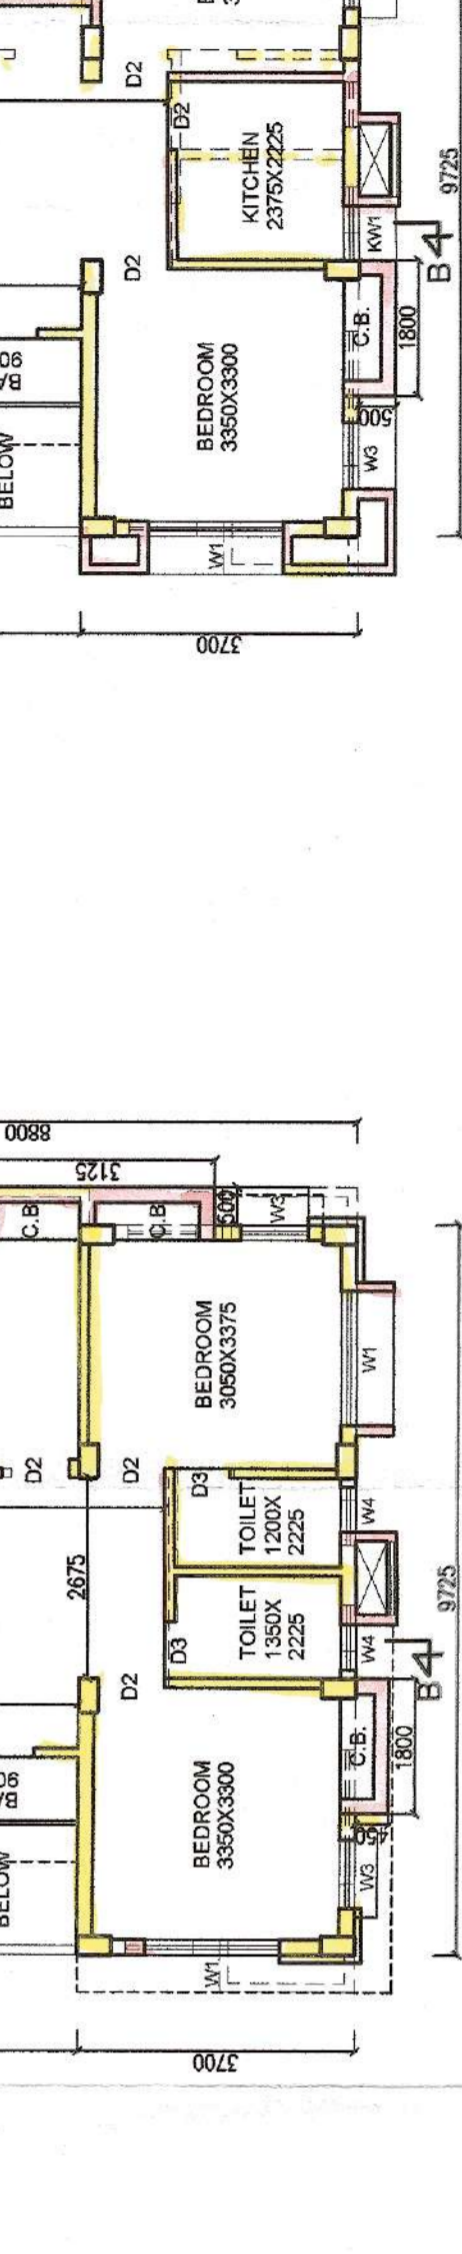 D2
D2
KITCHEN
2375X2225
9725
KW1
B
D2
BEDROOM
3350X3300
C.B.
1800
500
W3
BELOW
W1
3700
8800
3125
C.B
C.B.
500
W3
BEDROOM
3050X3375
W1
D2
D2
D3
TOILET
1200X
2225
W4
2675
TOILET
1350X
2225
D3
W4
9725
B
D2
BEDROOM
3350X3300
C.B.
1800
450
W3
BELOW
W1
3700